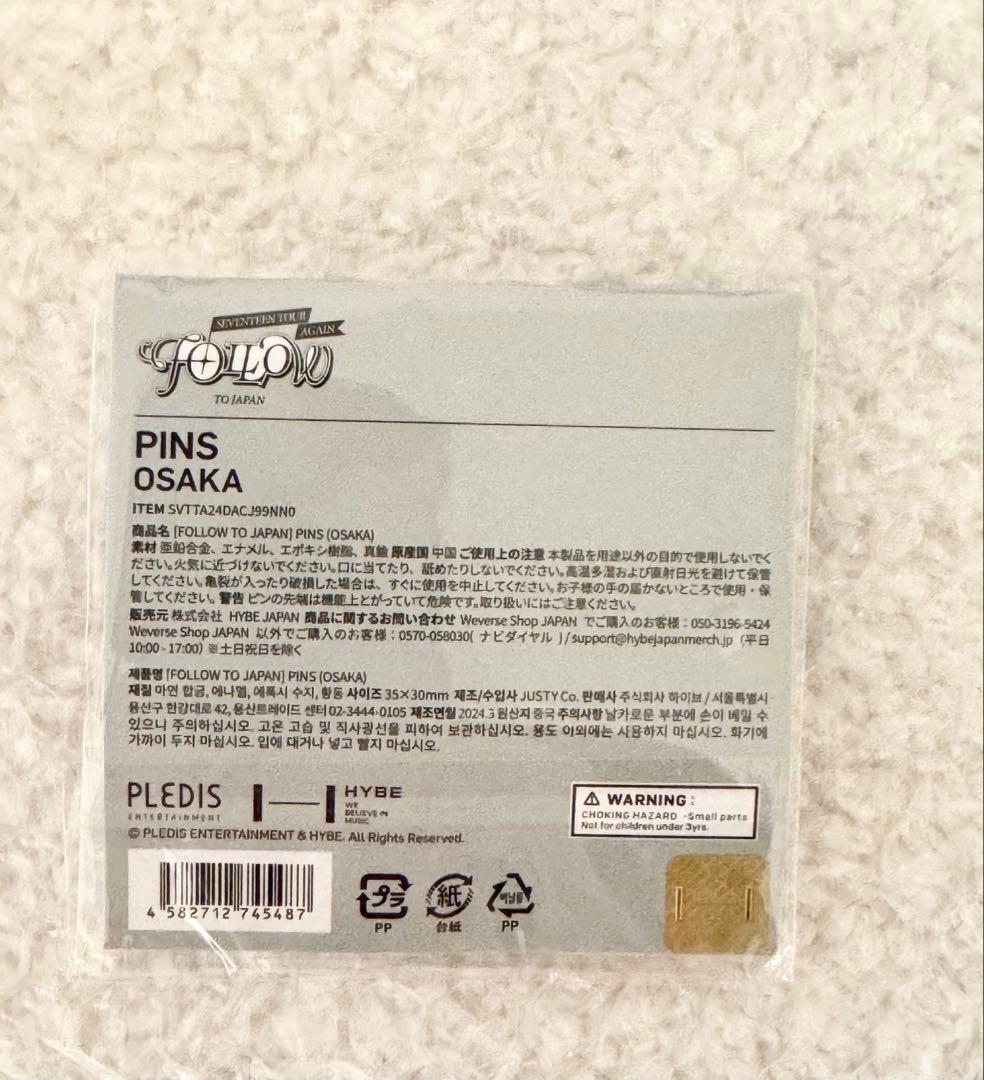 SEVENTEEN TOUR
AGAIN
FOLLOW
TO JAPAN
PINS
OSAKA
ITEM SVTTA24DACJ99NN0
商品名 [FOLLOW TO JAPAN] PINS (OSAKA)
素材 亜鉛合金、エナメル、エポキシ樹脂、真鍮 原産国 中国 ご使用上の注意 本製品を用途以外の目的で使用しないでく
ださい。火気に近づけないでください。口に当てたり、舐めたりしないでください。高温多湿および直射日光を避けて保管
してください。亀裂が入ったり破損した場合は、すぐに使用を中止してください。お子様の手の届かないところで使用・保
管してください。警告 ピンの先端は機能上とがっていて危険です。取り扱いにはご注意ください。
販売元 株式会社 HYBE JAPAN 商品に関するお問い合わせ Weverse Shop JAPAN でご購入のお客様：050-3196-5424
Weverse Shop JAPAN 以外でご購入のお客様：0570-058030( ナビダイヤル )/support@hybejapanmerch.jp (平日
10:00 - 17:00) ※土日祝日を除く
제품명 [FOLLOW TO JAPAN] PINS (OSAKA)
재질 아연 합금, 에나멜, 에폭시 수지, 황동 사이즈 35×30mm 제조/수입사 JUSTY Co. 판매사 주식회사 하이브 / 서울특별시
용산구 한강대로 42, 용산트레이드 센터 02-3444-0105 제조연월 2024.3 원산지 중국 주의사항 날카로운 부분에 손이 베일 수
있으니 주의하십시오. 고온 고습 및 직사광선을 피하여 보관하십시오. 용도 이외에는 사용하지 마십시오. 화기에
가까이 두지 마십시오. 입에 대거나 넣고 빨지 마십시오.
PLEDIS
ENTERTAINMENT
HYBE
WE
BELIEVE IN
MUSIC
© PLEDIS ENTERTAINMENT & HYBE. All Rights Reserved.
⚠ WARNING :
CHOKING HAZARD -Small parts
Not for children under 3yrs.
4 582712 745487
プラ
PP
紙
台紙
PP